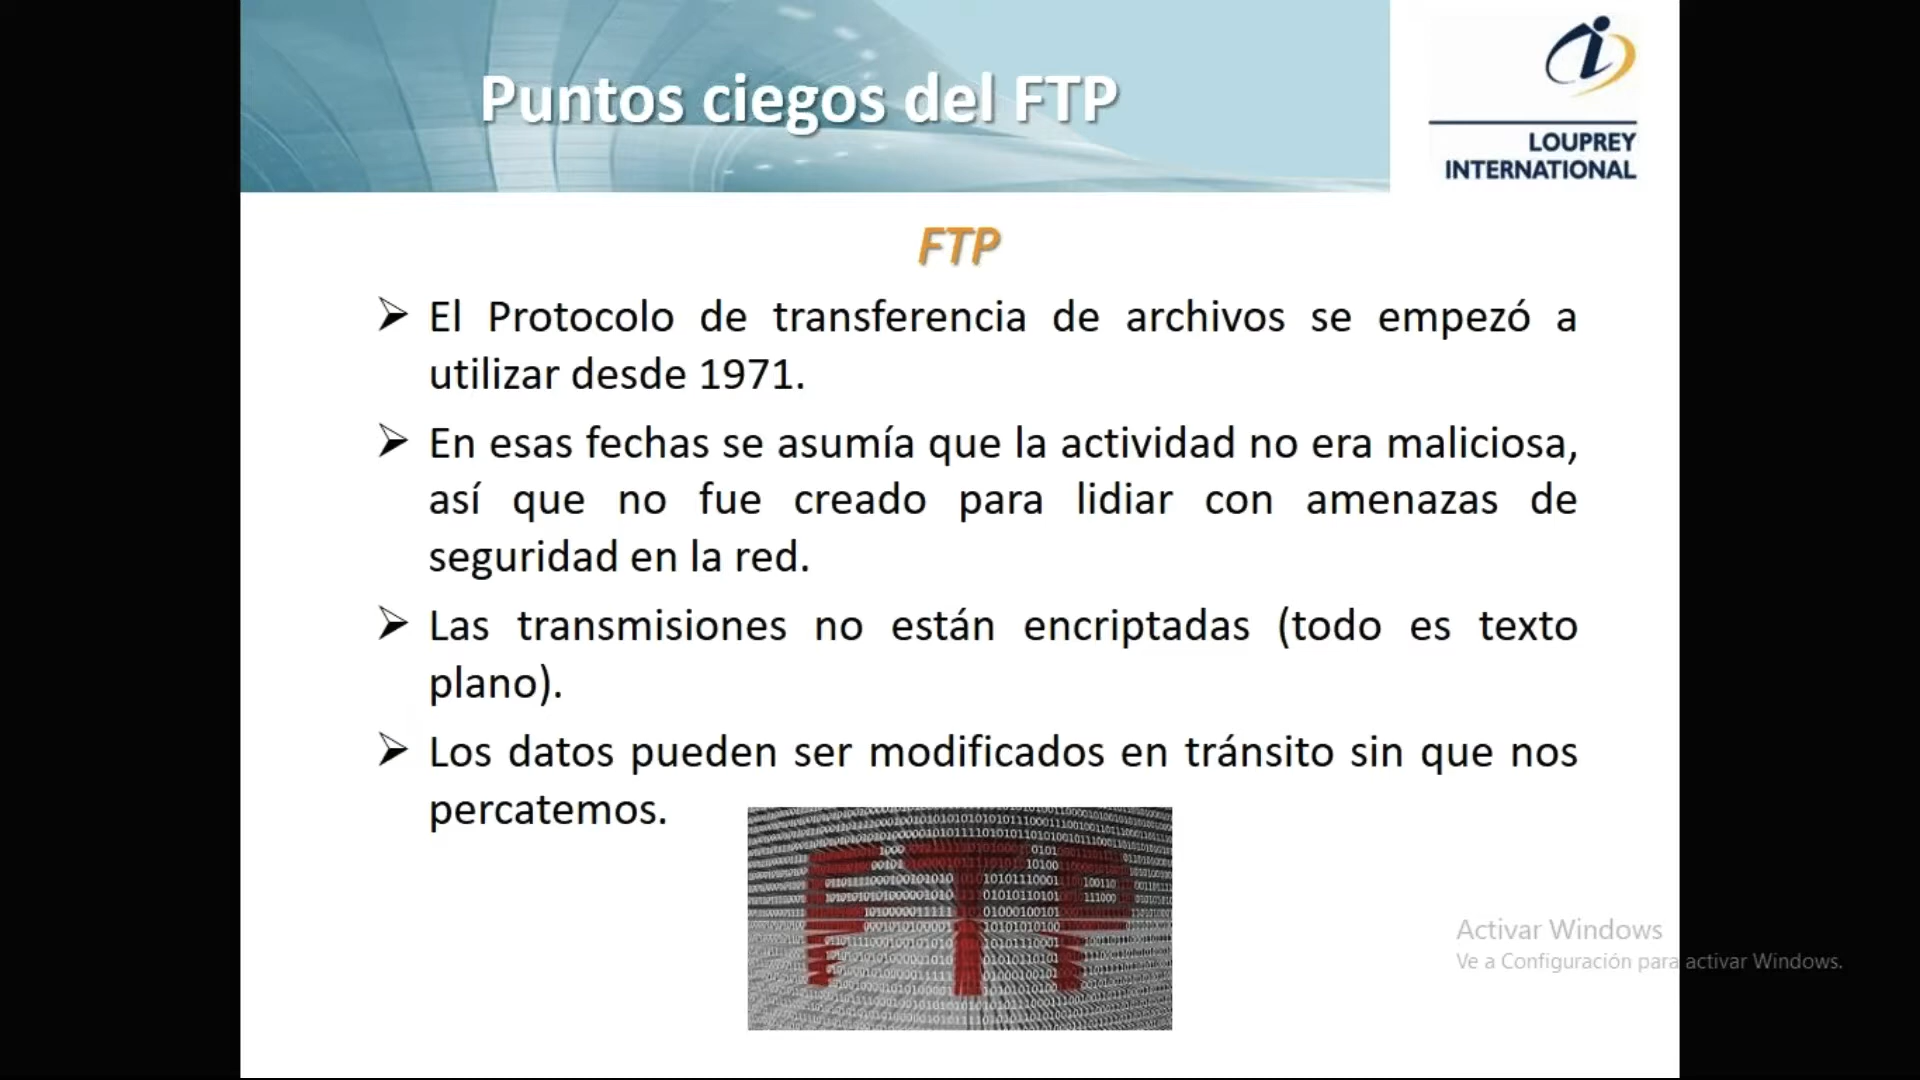 Puntos ciegos del FTP
LOUPREY
INTERNATIONAL
FTP
El Protocolo de transferencia de archivos se empezó a
utilizar desde 1971.
En esas fechas se asumía que la actividad no era maliciosa,
así que no fue creado para lidiar con amenazas de
seguridad en la red.
Las transmisiones no están encriptadas (todo es texto
plano).
Los datos pueden ser modificados en tránsito sin que nos
percatemos.
FTP
Activar Windows
Ve a Configuración para activar Windows.